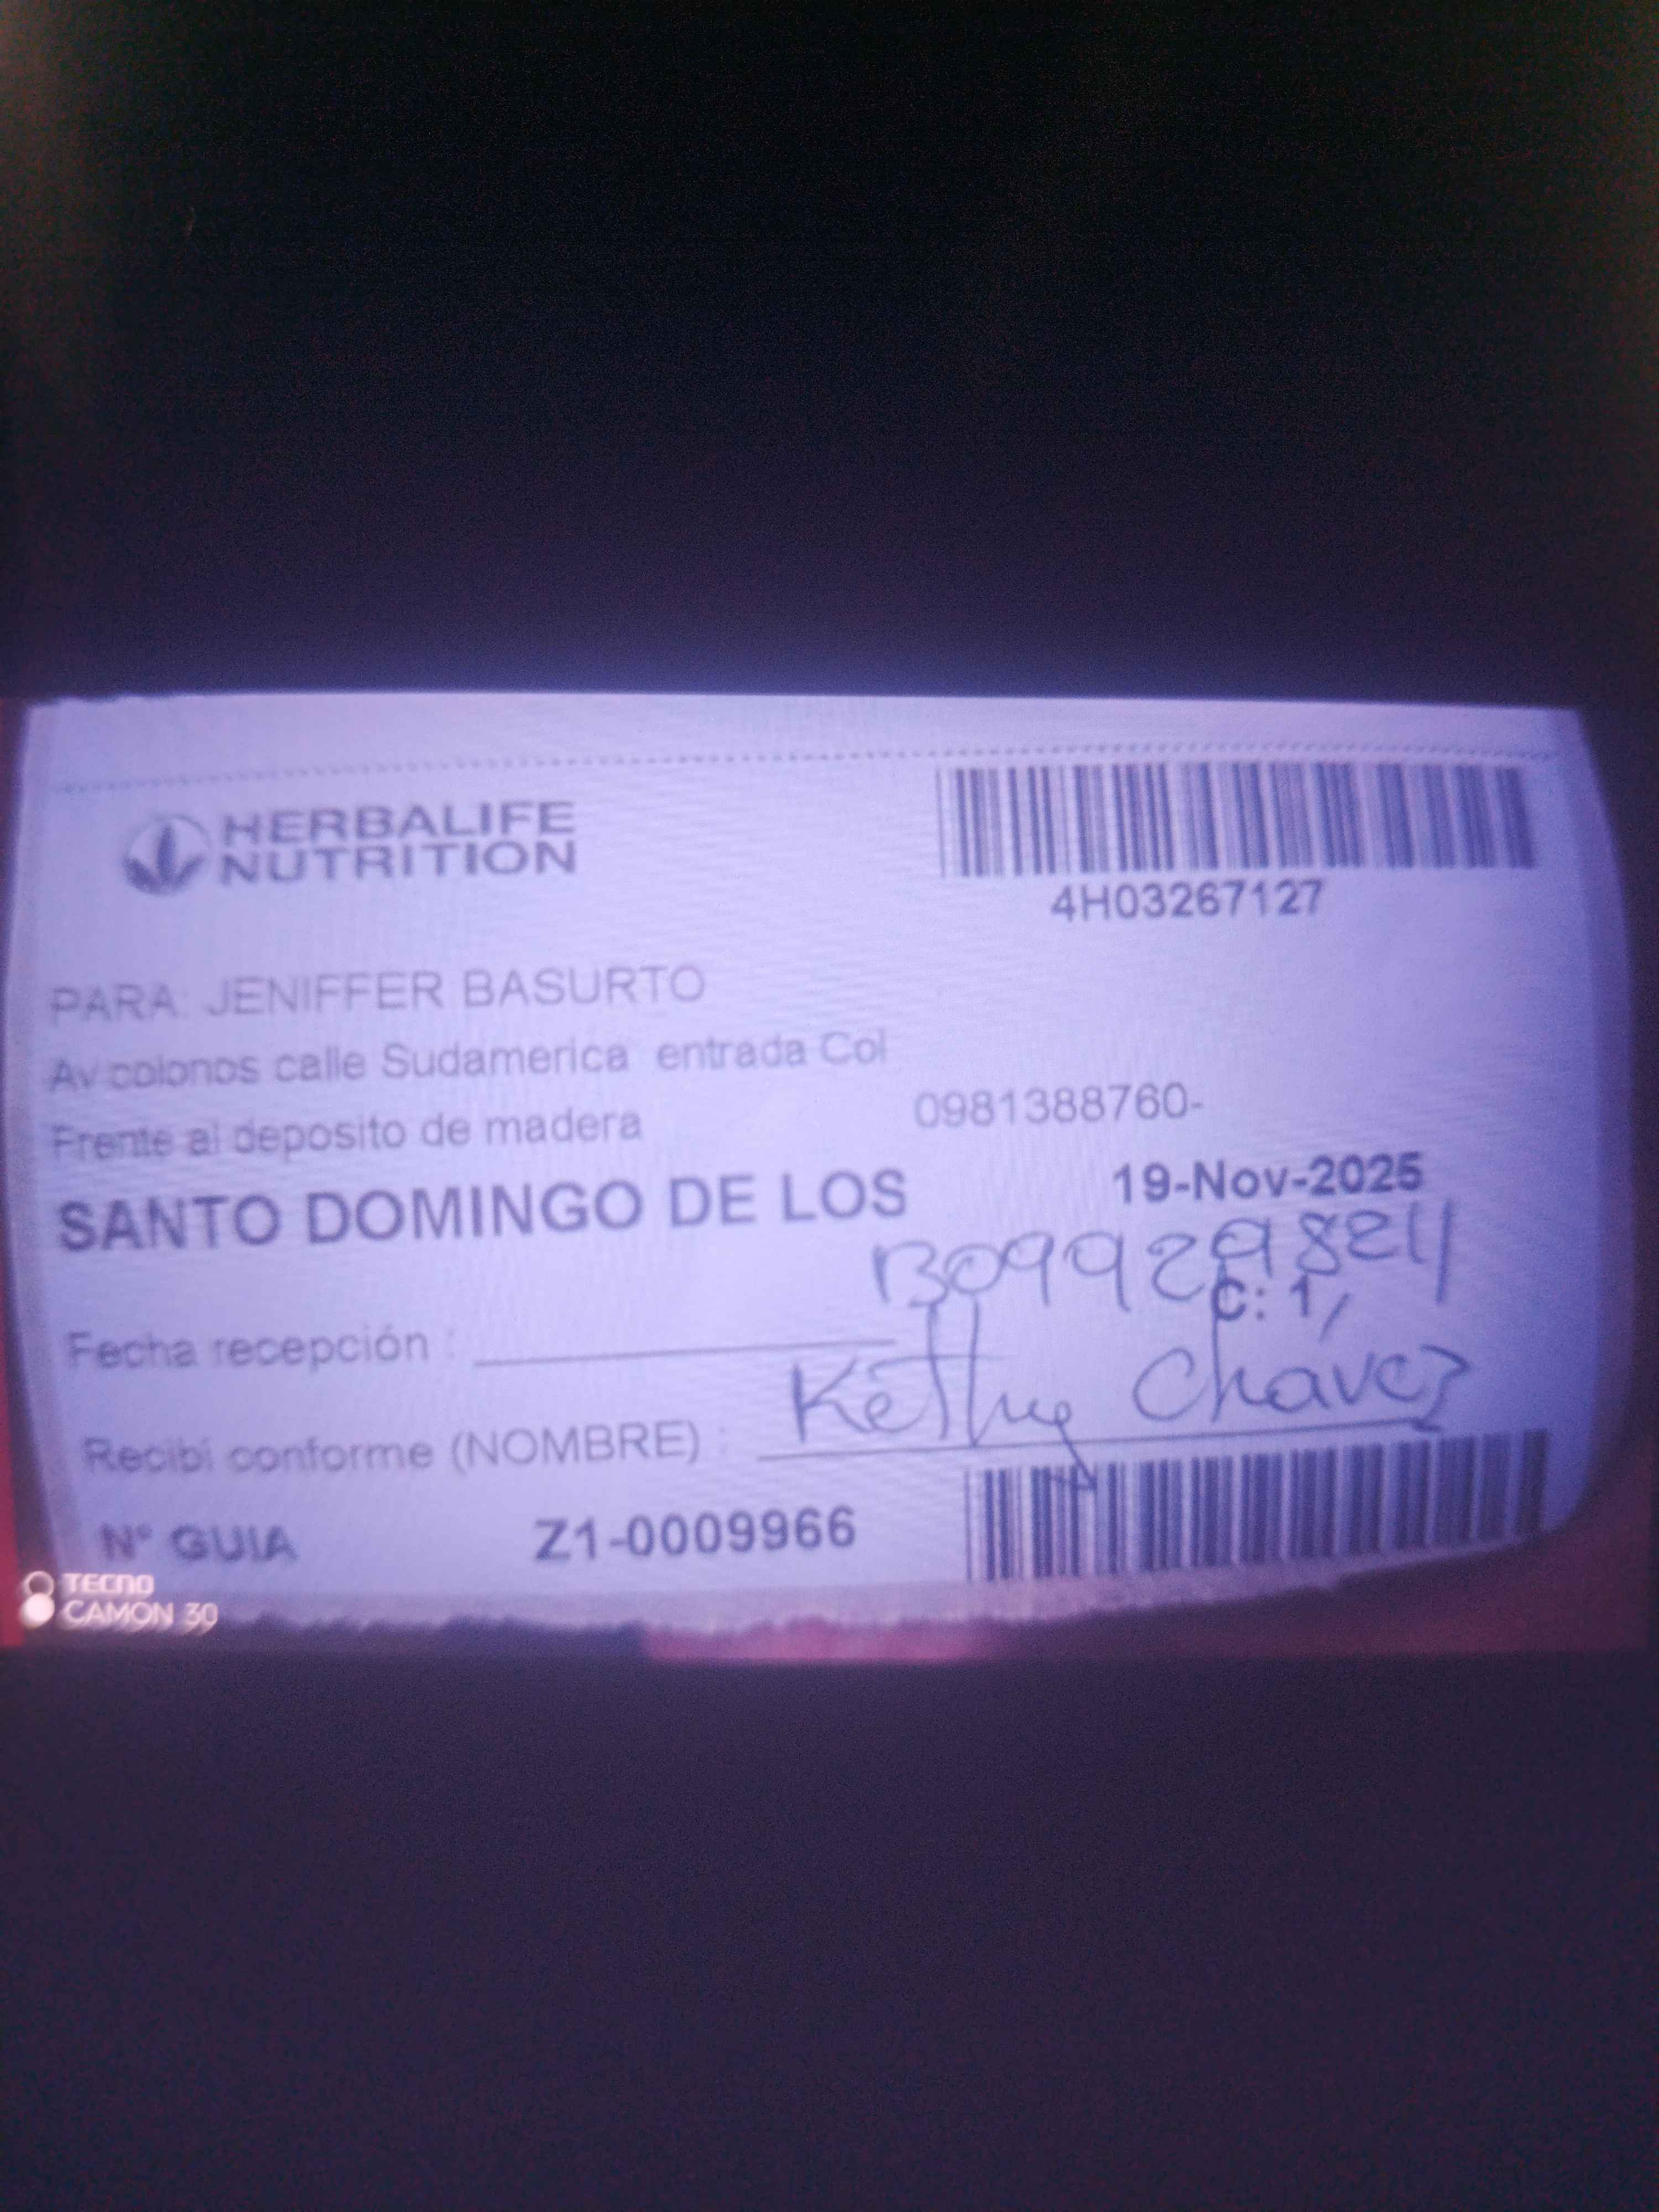 HERBALIFE
NUTRITION
4H03267127
PARA: JENIFFER BASURTO
Av colonos calle Sudamerica entrada Col
Frente al deposito de madera
0981388760-
SANTO DOMINGO DE LOS
19-Nov-2025
C: 1,
Fecha recepción :
Recibí conforme (NOMBRE) : Chavez
N° GUIA Z1-0009966
TECNO
CAMON 30